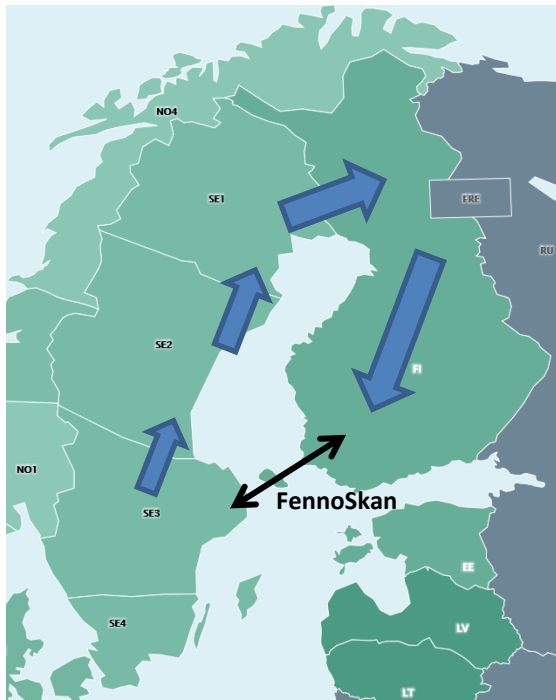 NO4
SE1
FRE
RU
SE2
FI
NO1
FennoSkan
SE3
EE
SE4
LV
LT